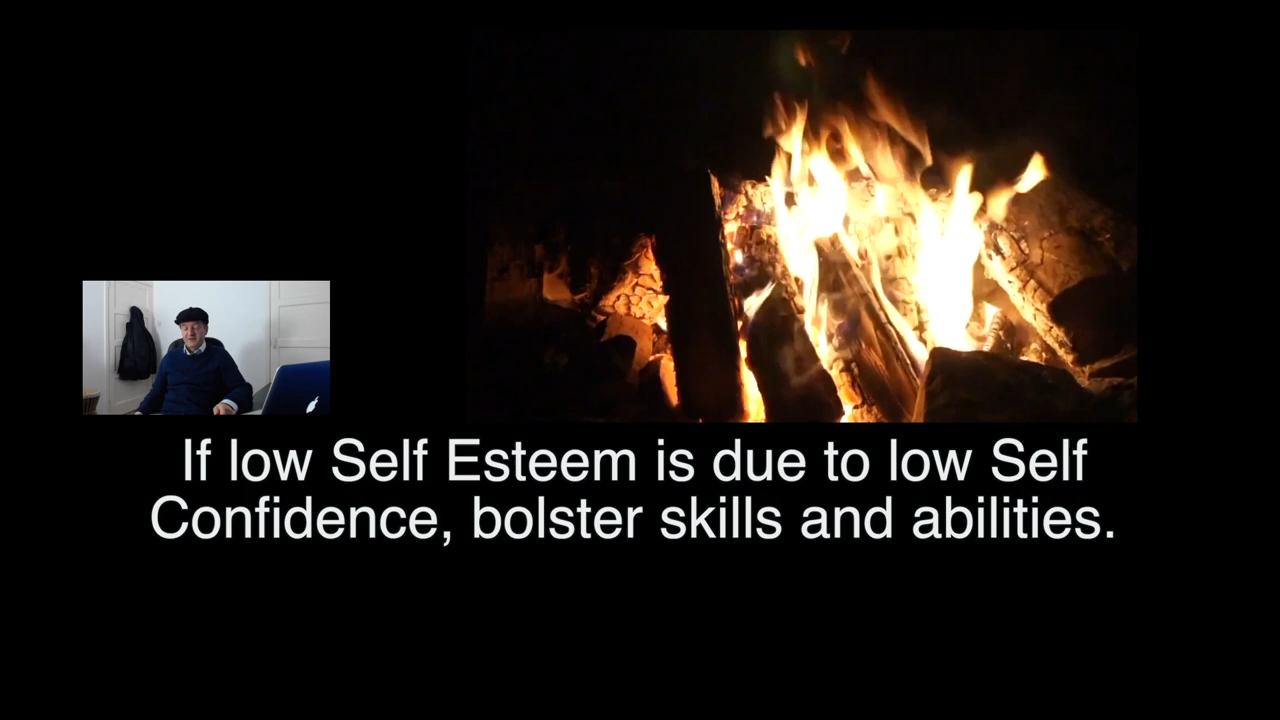 If low Self Esteem is due to low Self
Confidence, bolster skills and abilities.